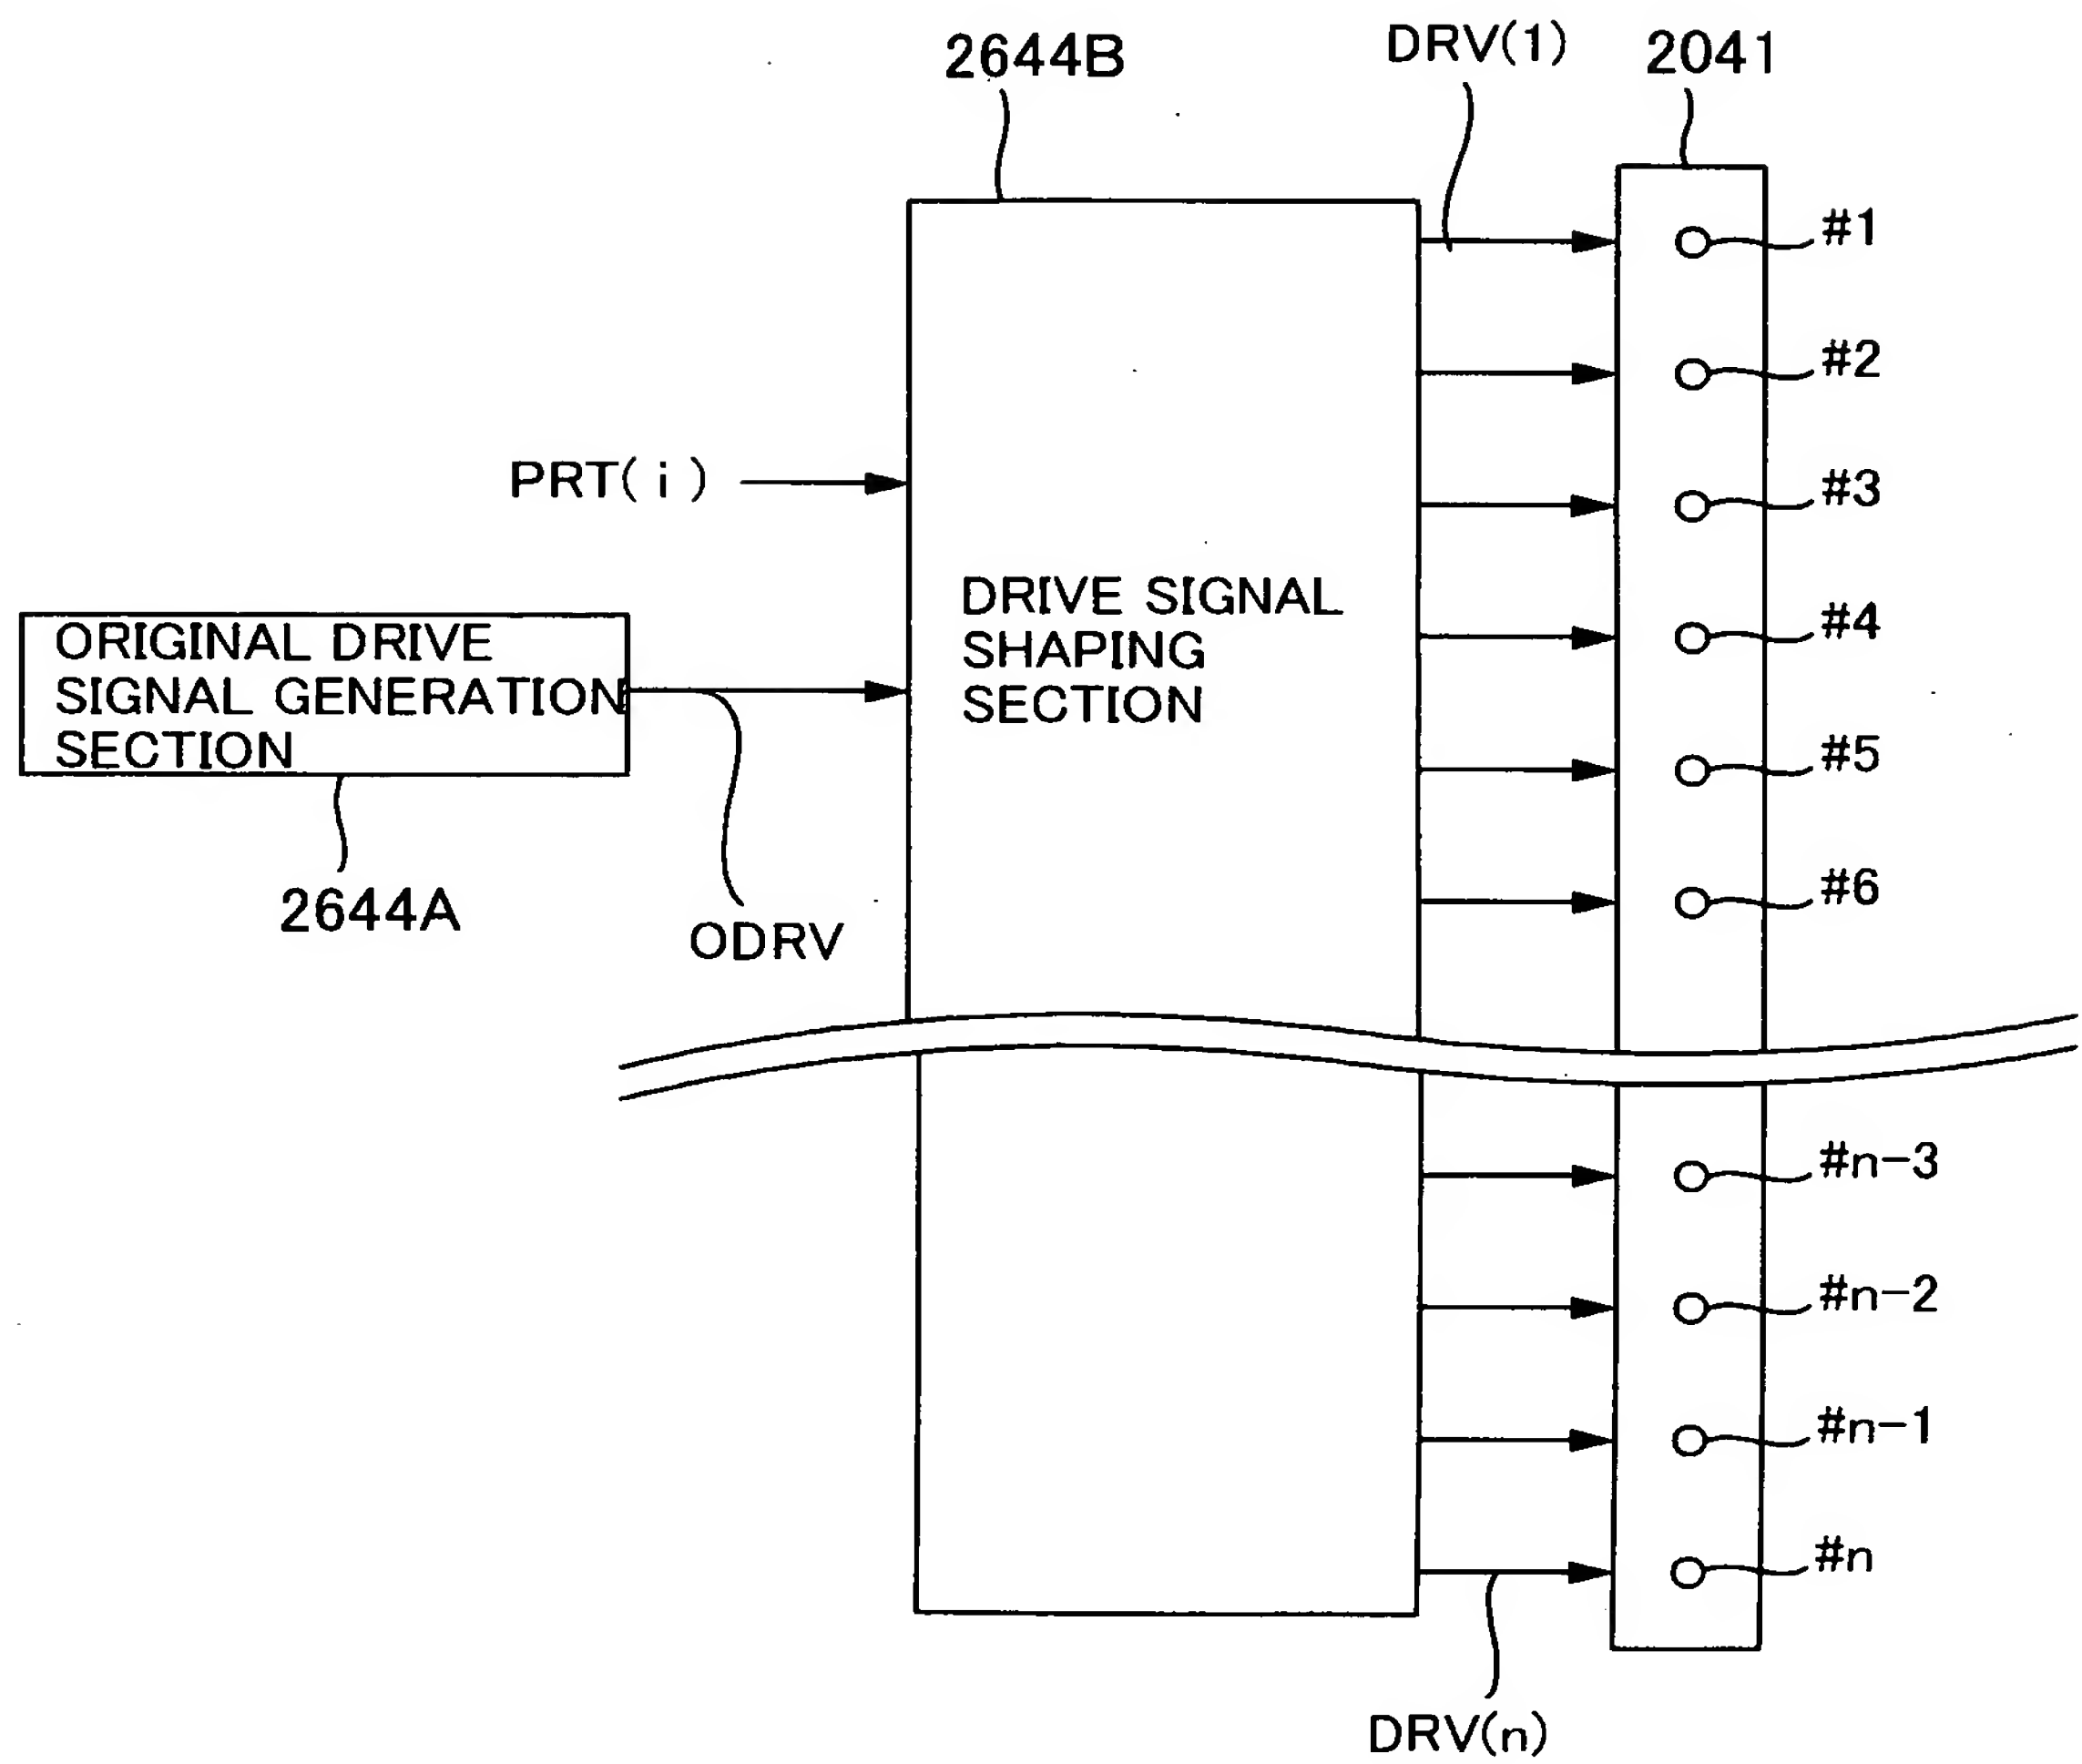 2644B
DRV(1)
2041
#1
#2
PRT( i )
#3
DRIVE SIGNAL
SHAPING
SECTION
#4
ORIGINAL DRIVE
SIGNAL GENERATION
SECTION
#5
2644A
ODRV
#6
#n-3
#n-2
#n-1
#n
DRV(n)